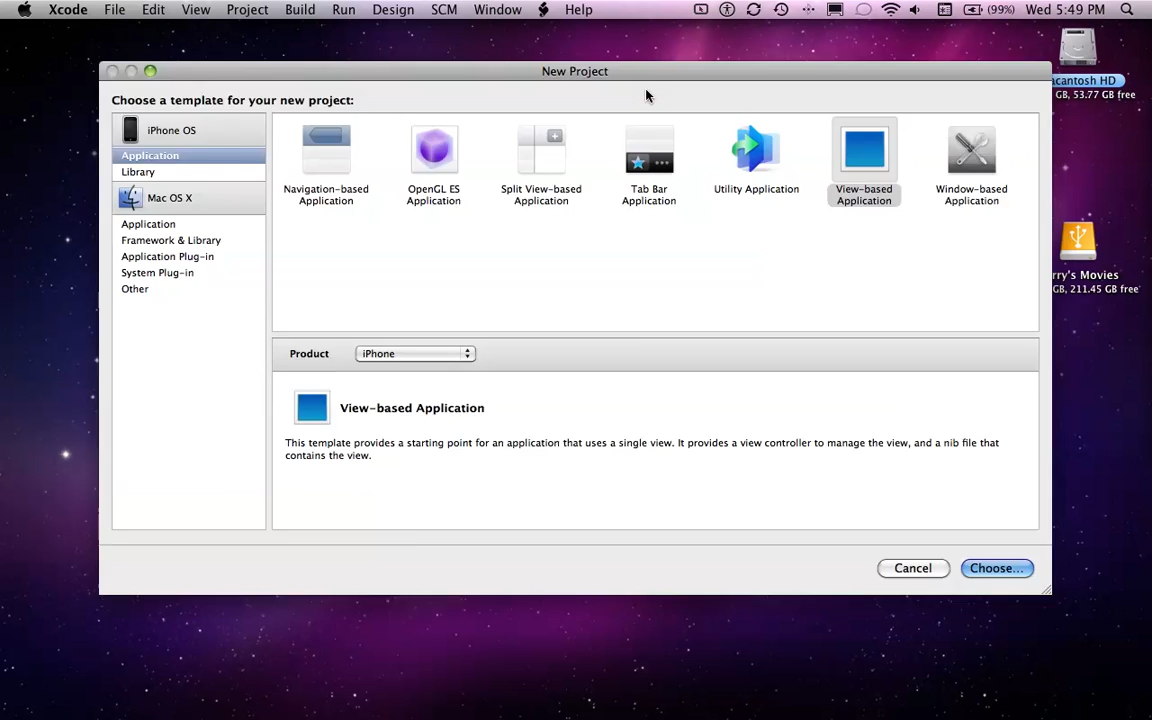 Xcode File Edit View Project Build Run Design SCM Window Help (99%) Wed 5:49 PM
New Project
acintosh HD
GB, 53.77 GB free
Choose a template for your new project:
iPhone OS
Application
Library
Mac OS X
Application
Framework & Library
Application Plug-in
System Plug-in
Other
Navigation-based
Application
OpenGL ES
Application
Split View-based
Application
Tab Bar
Application
Utility Application
View-based
Application
Window-based
Application
rry's Movies
GB, 211.45 GB free
Product iPhone
View-based Application
This template provides a starting point for an application that uses a single view. It provides a view controller to manage the view, and a nib file that
contains the view.
Cancel Choose...